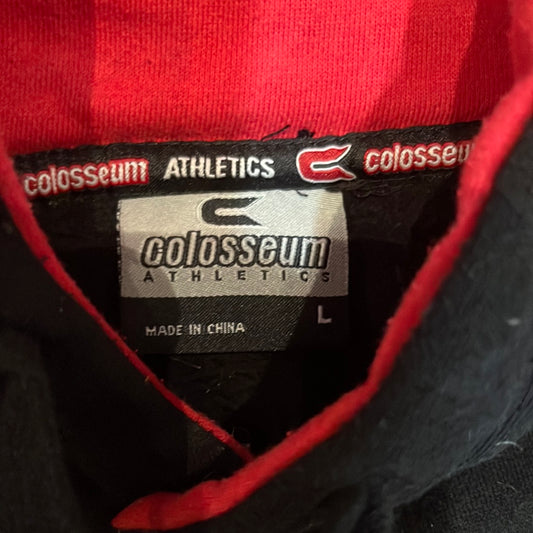 colosseum ATHLETICS colosseu
colosseum
ATHLETICS
L
MADE IN CHINA